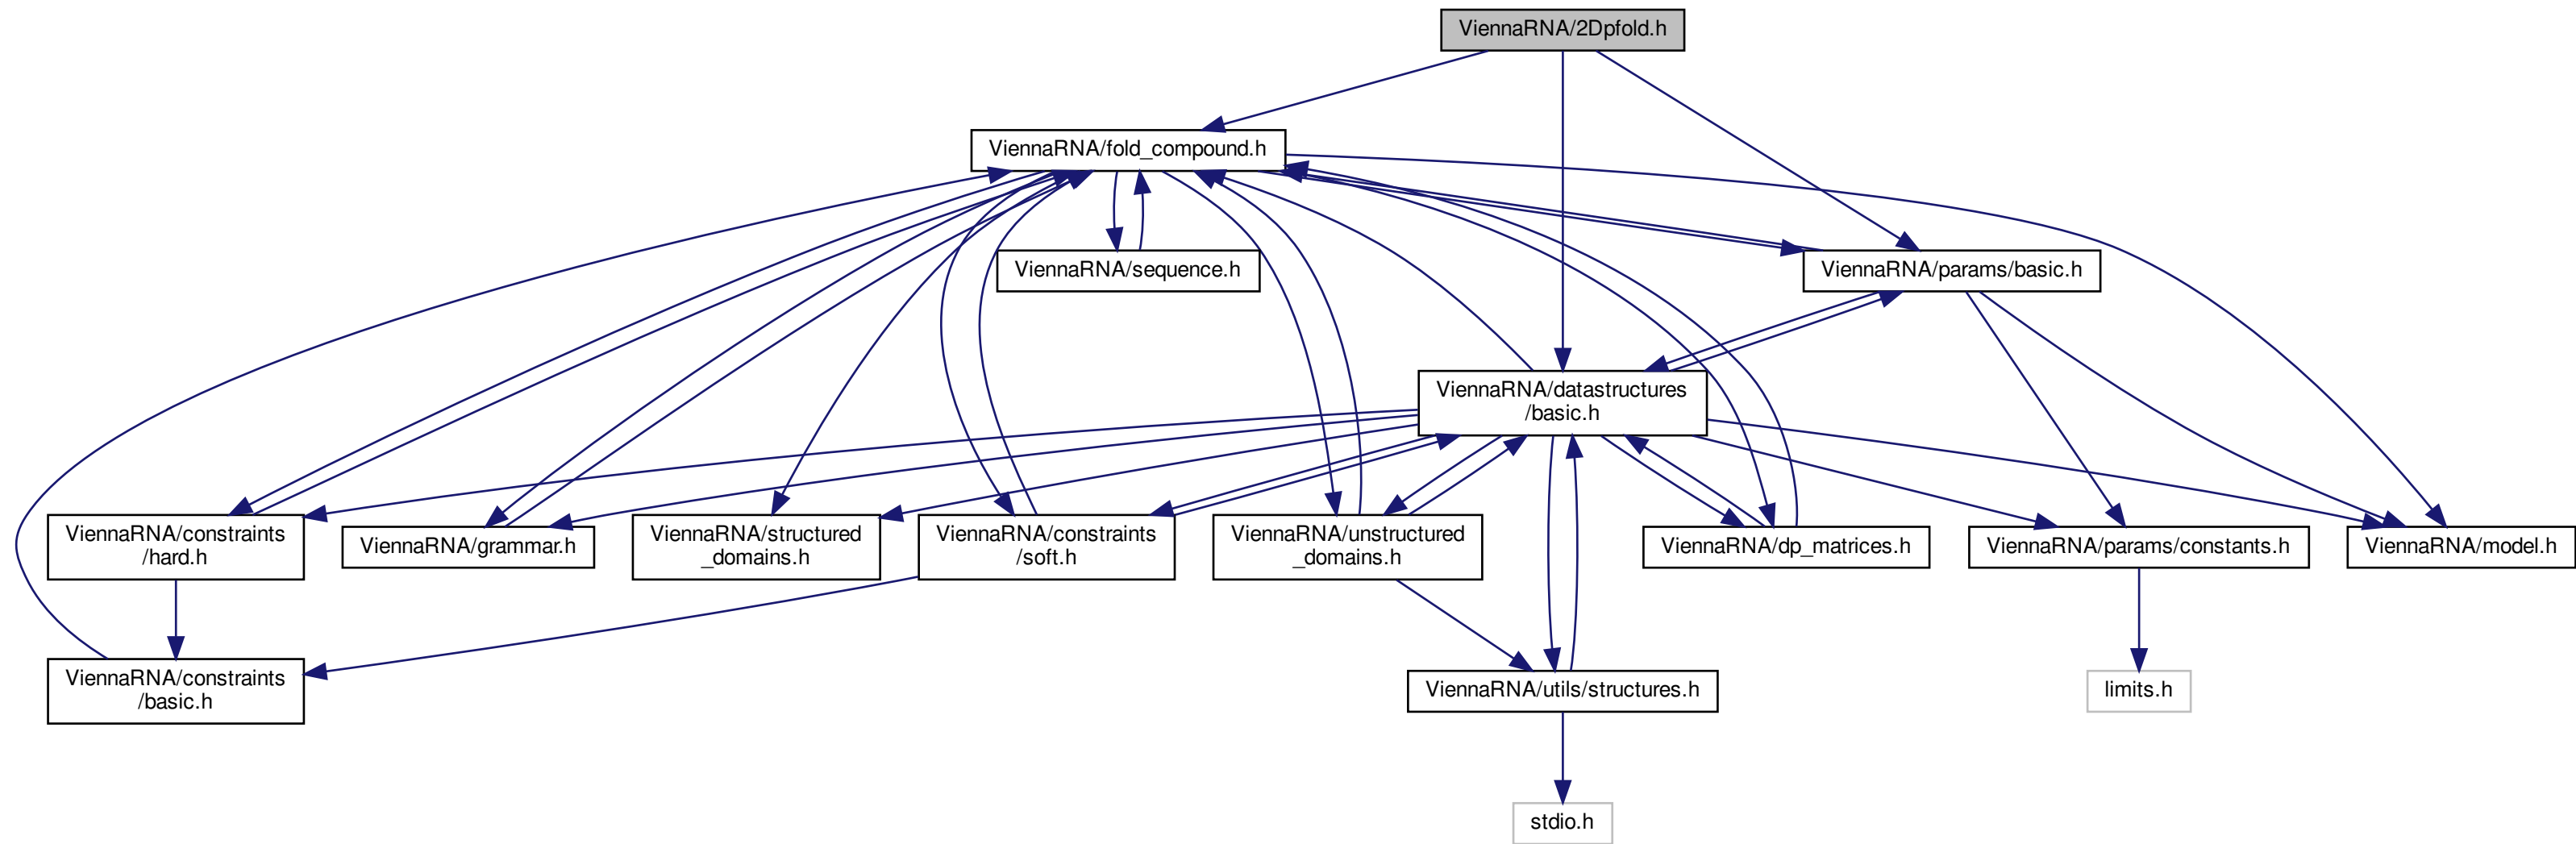 ViennaRNA/2Dpfold.h
ViennaRNA/fold_compound.h
ViennaRNA/sequence.h
ViennaRNA/params/basic.h
ViennaRNA/datastructures
/basic.h
ViennaRNA/constraints
/hard.h
ViennaRNA/grammar.h
ViennaRNA/structured
_domains.h
ViennaRNA/constraints
/soft.h
ViennaRNA/unstructured
_domains.h
ViennaRNA/dp_matrices.h
ViennaRNA/params/constants.h
ViennaRNA/model.h
ViennaRNA/constraints
/basic.h
ViennaRNA/utils/structures.h
limits.h
stdio.h